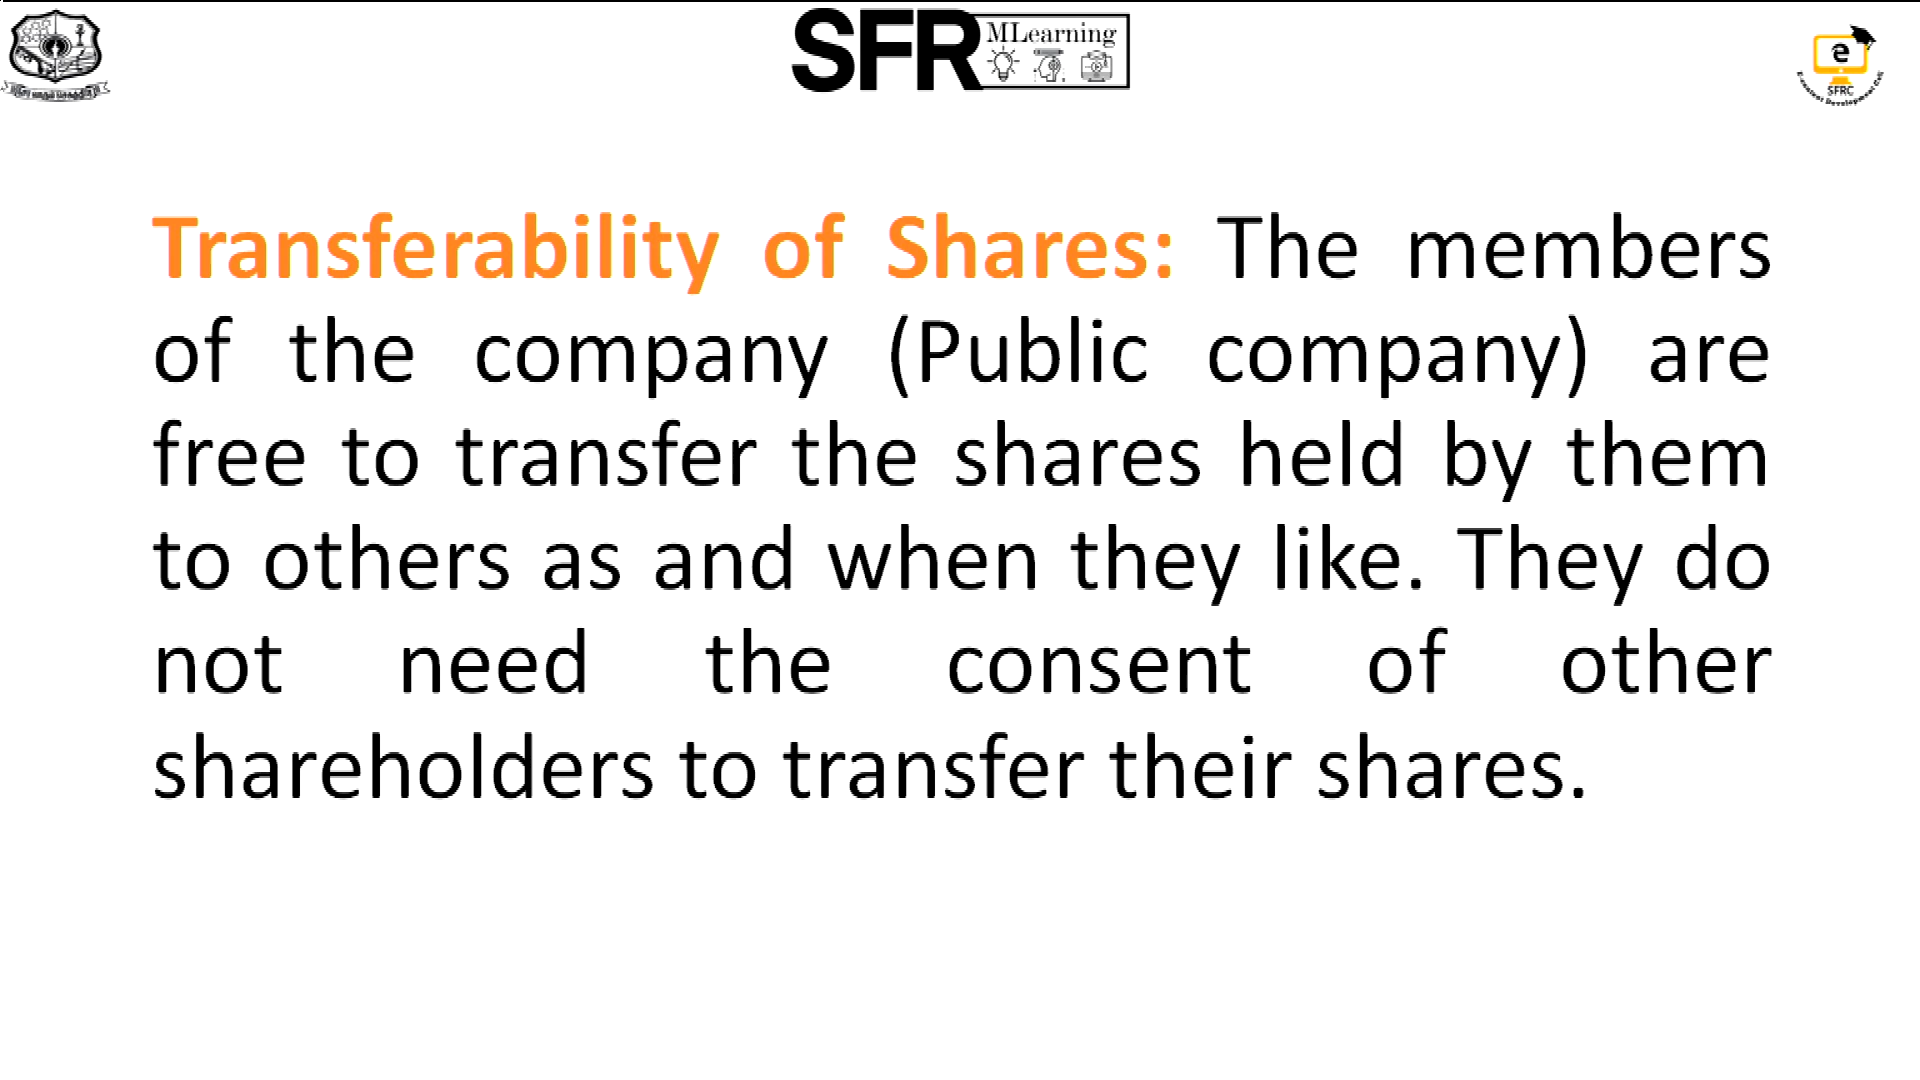 SFR MLearning
e
SFRC
Transferability of Shares: The members
of the company (Public company) are
free to transfer the shares held by them
to others as and when they like. They do
not need the consent of other
shareholders to transfer their shares.